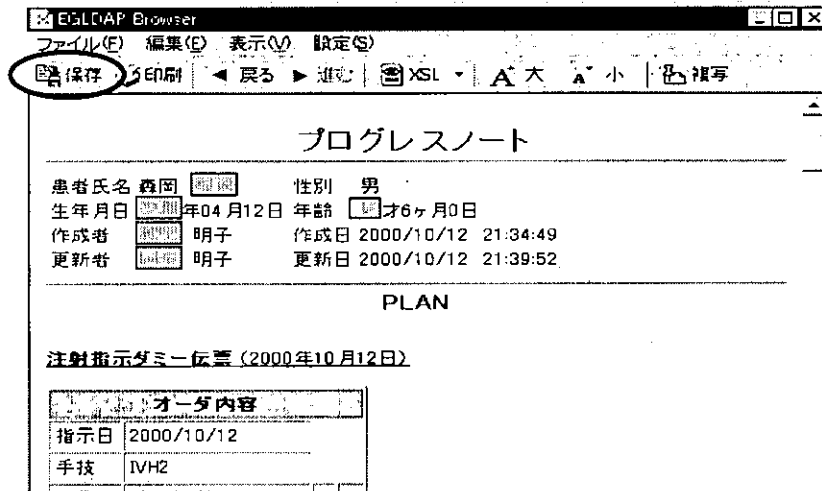 EGLDAP Browser
ファイル(F) 編集(E) 表示(V) 設定(S)
保存 印刷 戻る 進む XSL A 大 A 小 複写
プログレスノート
患者氏名 森岡 性別 男
生年月日 年04月12日 年齢 才6ヶ月0日
作成者 明子 作成日 2000/10/12 21:34:49
更新者 明子 更新日 2000/10/12 21:39:52
PLAN
注射指示ダミー伝票(2000年10月12日)
オーダ内容
指示日 2000/10/12
手技 IVH2